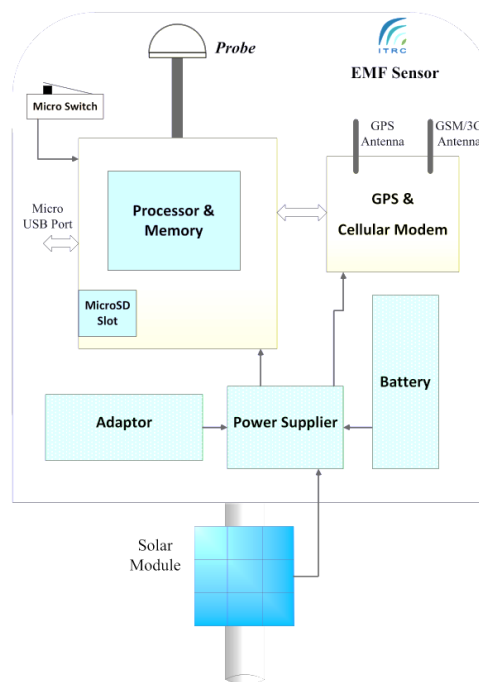 Probe
ITRC
EMF Sensor
Micro Switch
GPS
Antenna
GSM/3G
Antenna
Micro
USB Port
Processor &
Memory
GPS &
Cellular Modem
MicroSD
Slot
Adaptor
Power Supplier
Battery
Solar
Module